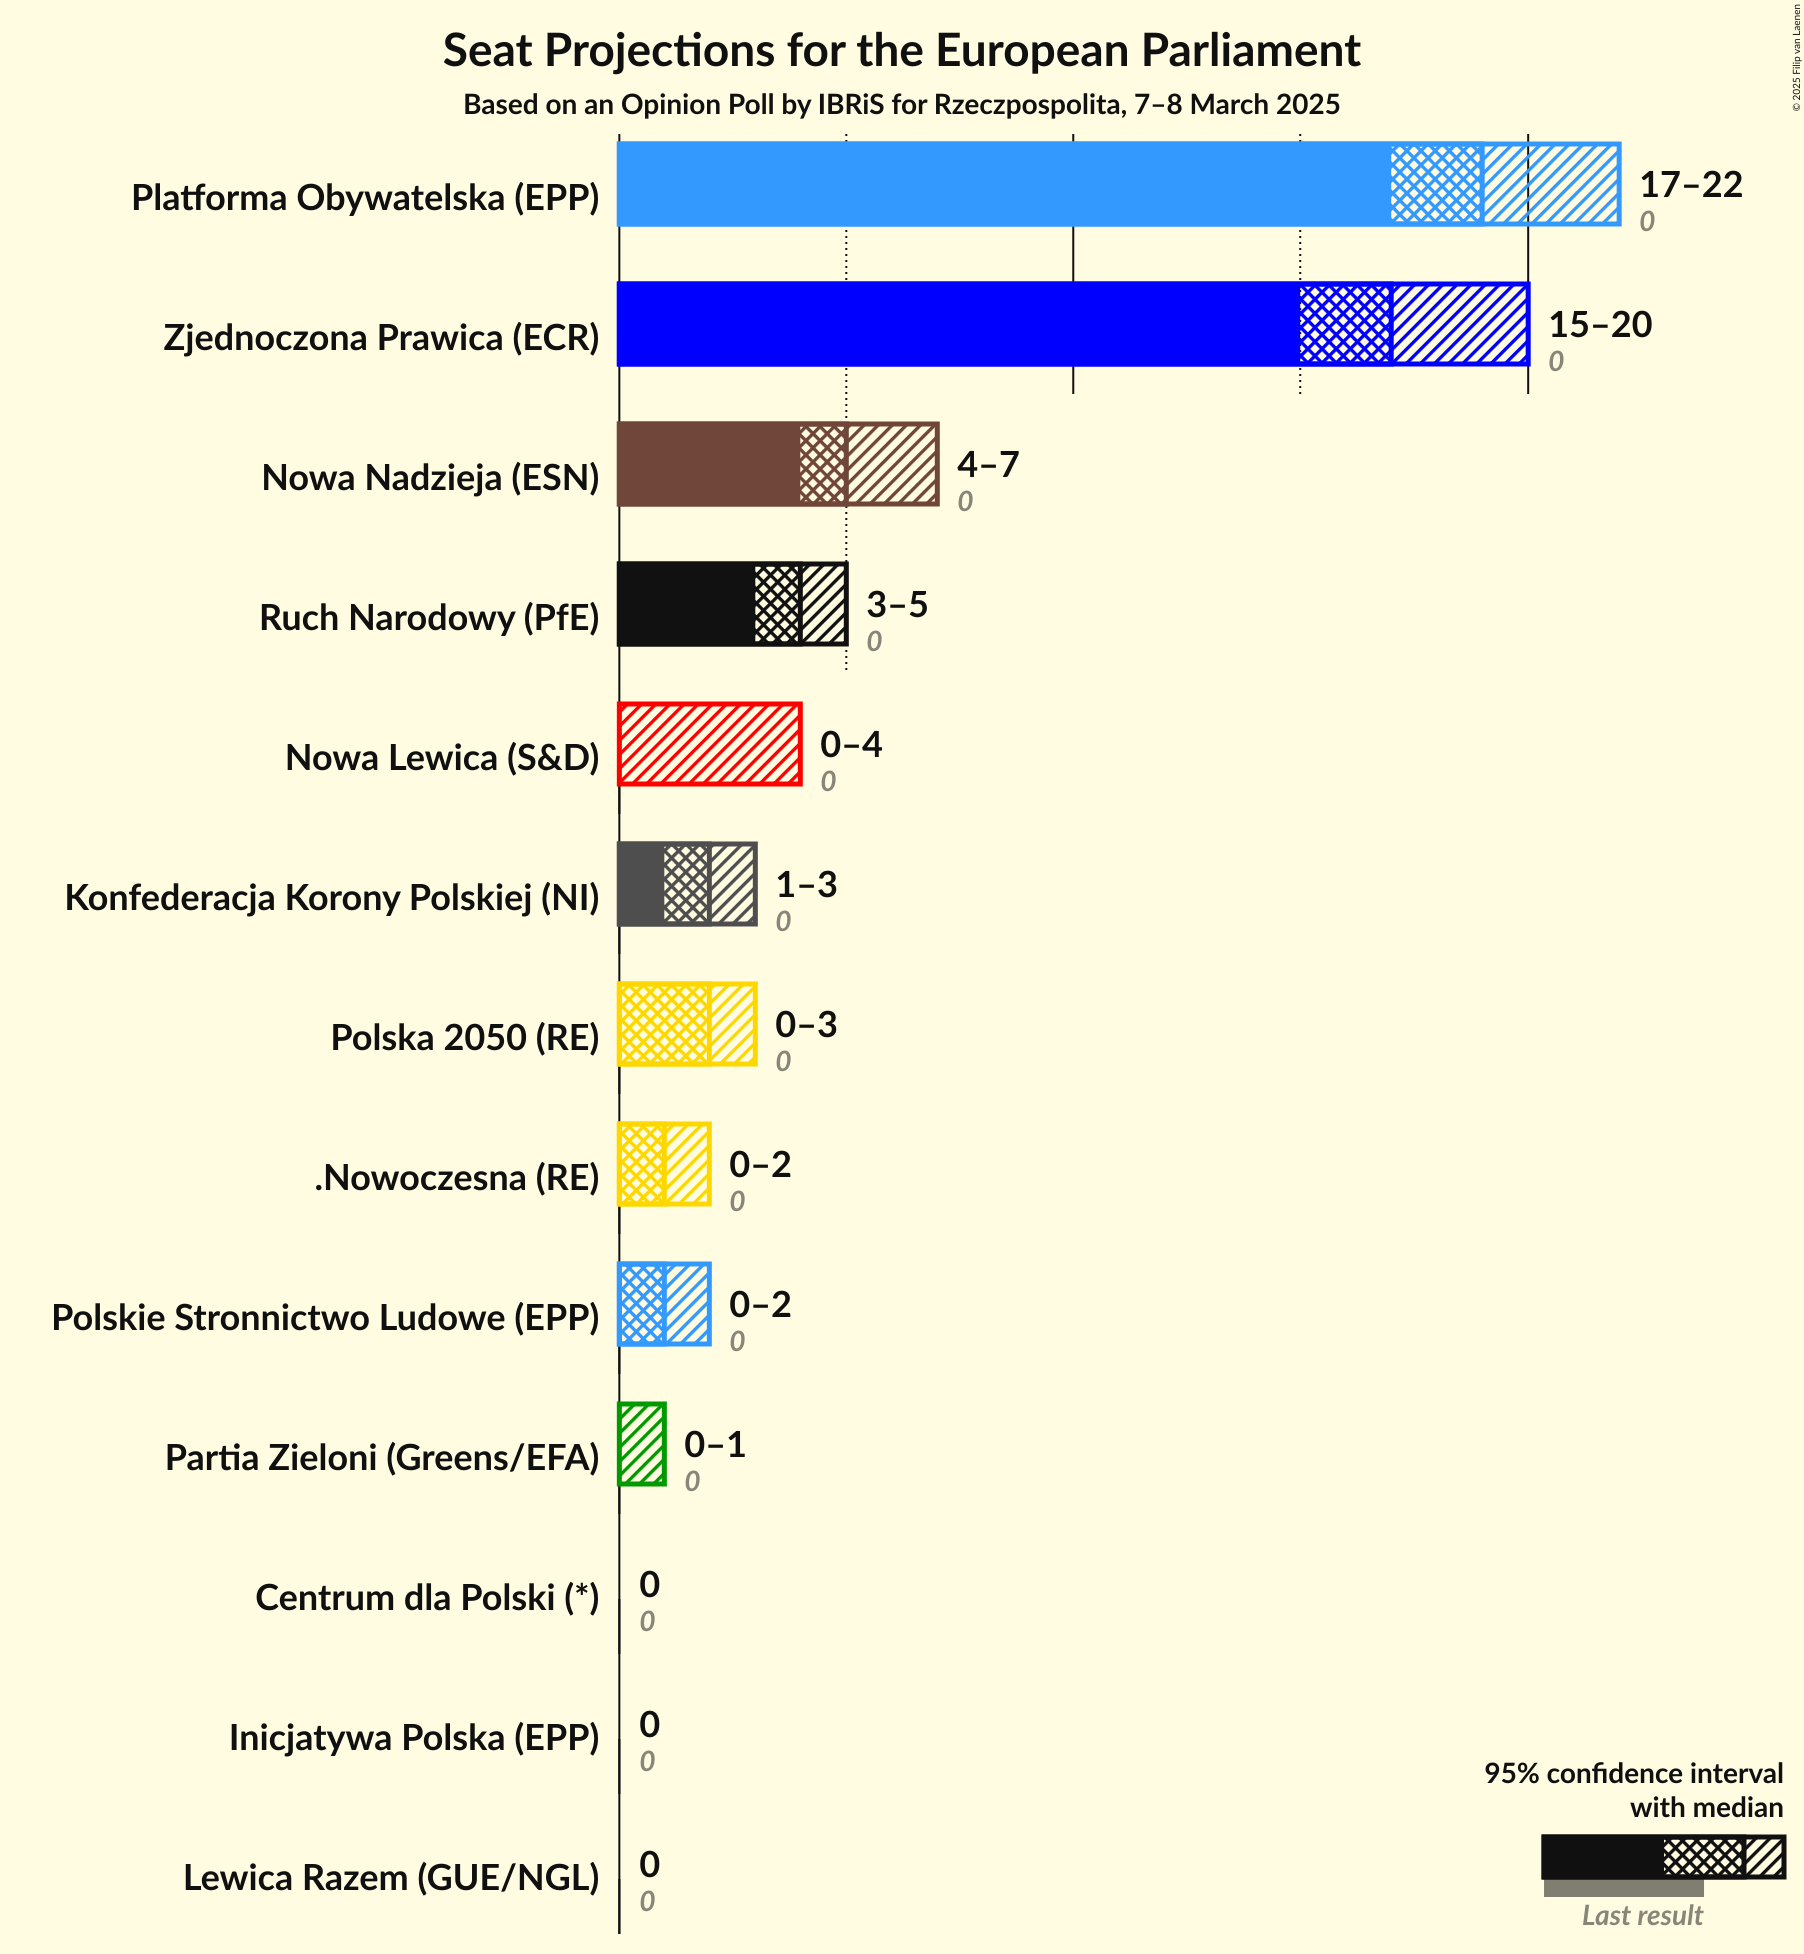 Seat Projections for the European Parliament
Based on an Opinion Poll by IBRiS for Rzeczpospolita, 7–8 March 2025
© 2025 Filip van Laenen
Platforma Obywatelska (EPP)
17–22
0
Zjednoczona Prawica (ECR)
15–20
0
Nowa Nadzieja (ESN)
4–7
0
Ruch Narodowy (PfE)
3–5
0
Nowa Lewica (S&D)
0–4
0
Konfederacja Korony Polskiej (NI)
1–3
0
Polska 2050 (RE)
0–3
0
.Nowoczesna (RE)
0–2
0
Polskie Stronnictwo Ludowe (EPP)
0–2
0
Partia Zieloni (Greens/EFA)
0–1
0
Centrum dla Polski (*)
0
0
Inicjatywa Polska (EPP)
0
0
Lewica Razem (GUE/NGL)
0
0
95% confidence interval
with median
Last result